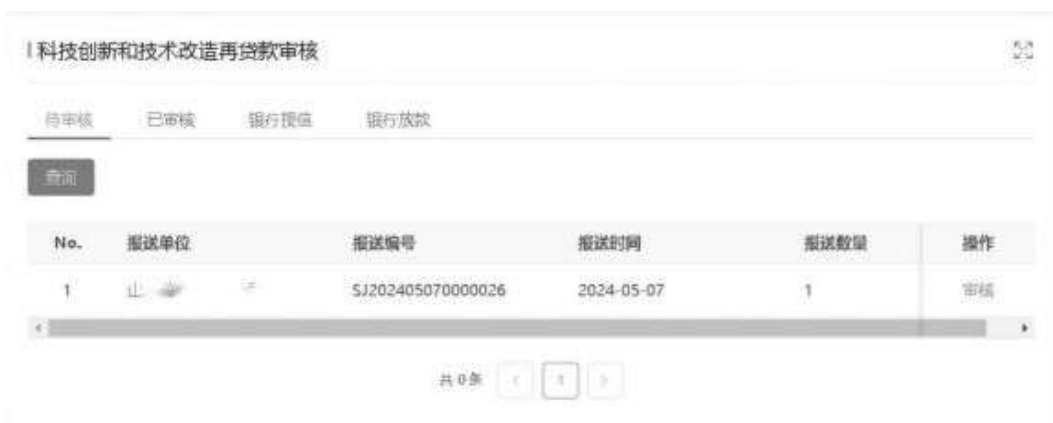 科技创新和技术改造再贷款审核
待审核 已审核 银行授信 银行放款
查询
No. 报送单位 报送编号 报送时间 报送数量 操作
1 SJ202405070000026 2024-05-07 1 审核
共 0 条 < 1 >